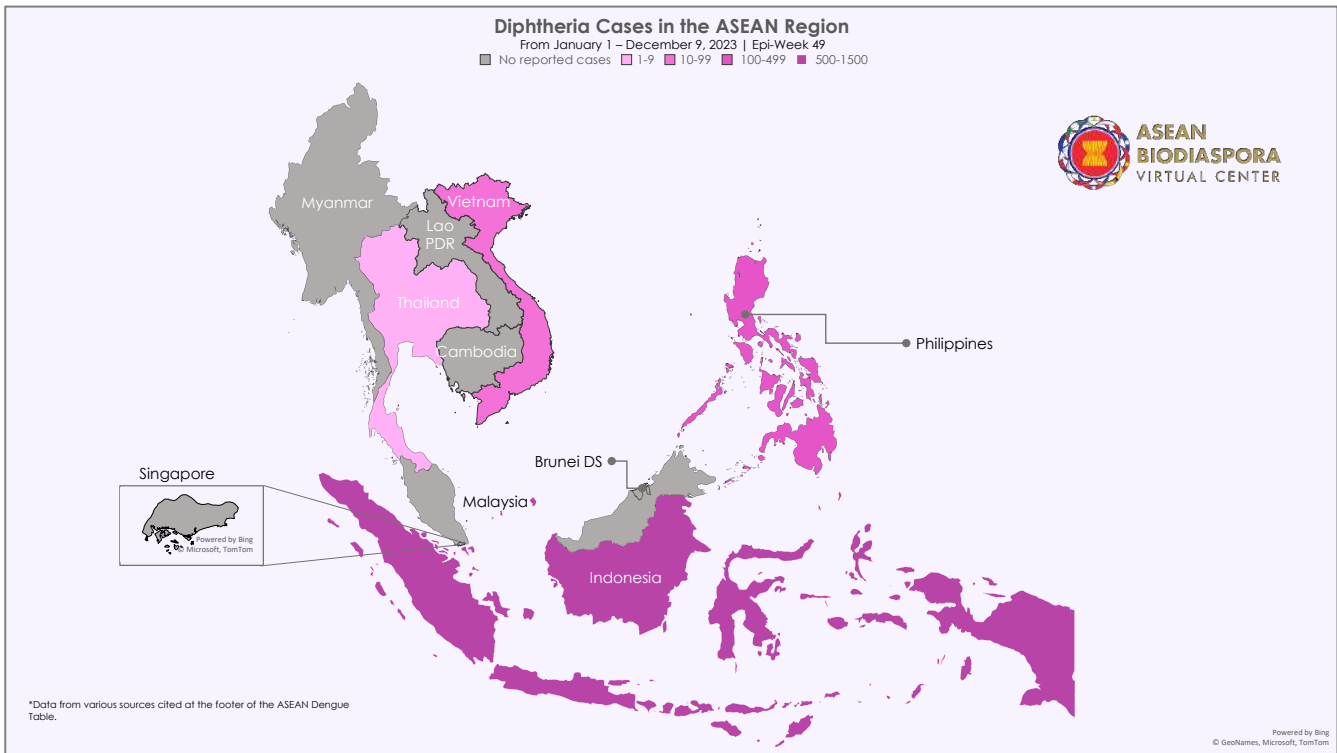 Diphtheria Cases in the ASEAN Region
From January 1 – December 9, 2023 | Epi-Week 49
No reported cases 1-9 10-99 100-499 500-1500
ASEAN
BIODIASPORA
VIRTUAL CENTER
Myanmar
Vietnam
Lao
PDR
Thailand
Cambodia
Philippines
Brunei DS
Singapore
Malaysia
Powered by Bing
© Microsoft, TomTom
Indonesia
*Data from various sources cited at the footer of the ASEAN Dengue
Table.
Powered by Bing
© GeoNames, Microsoft, TomTom